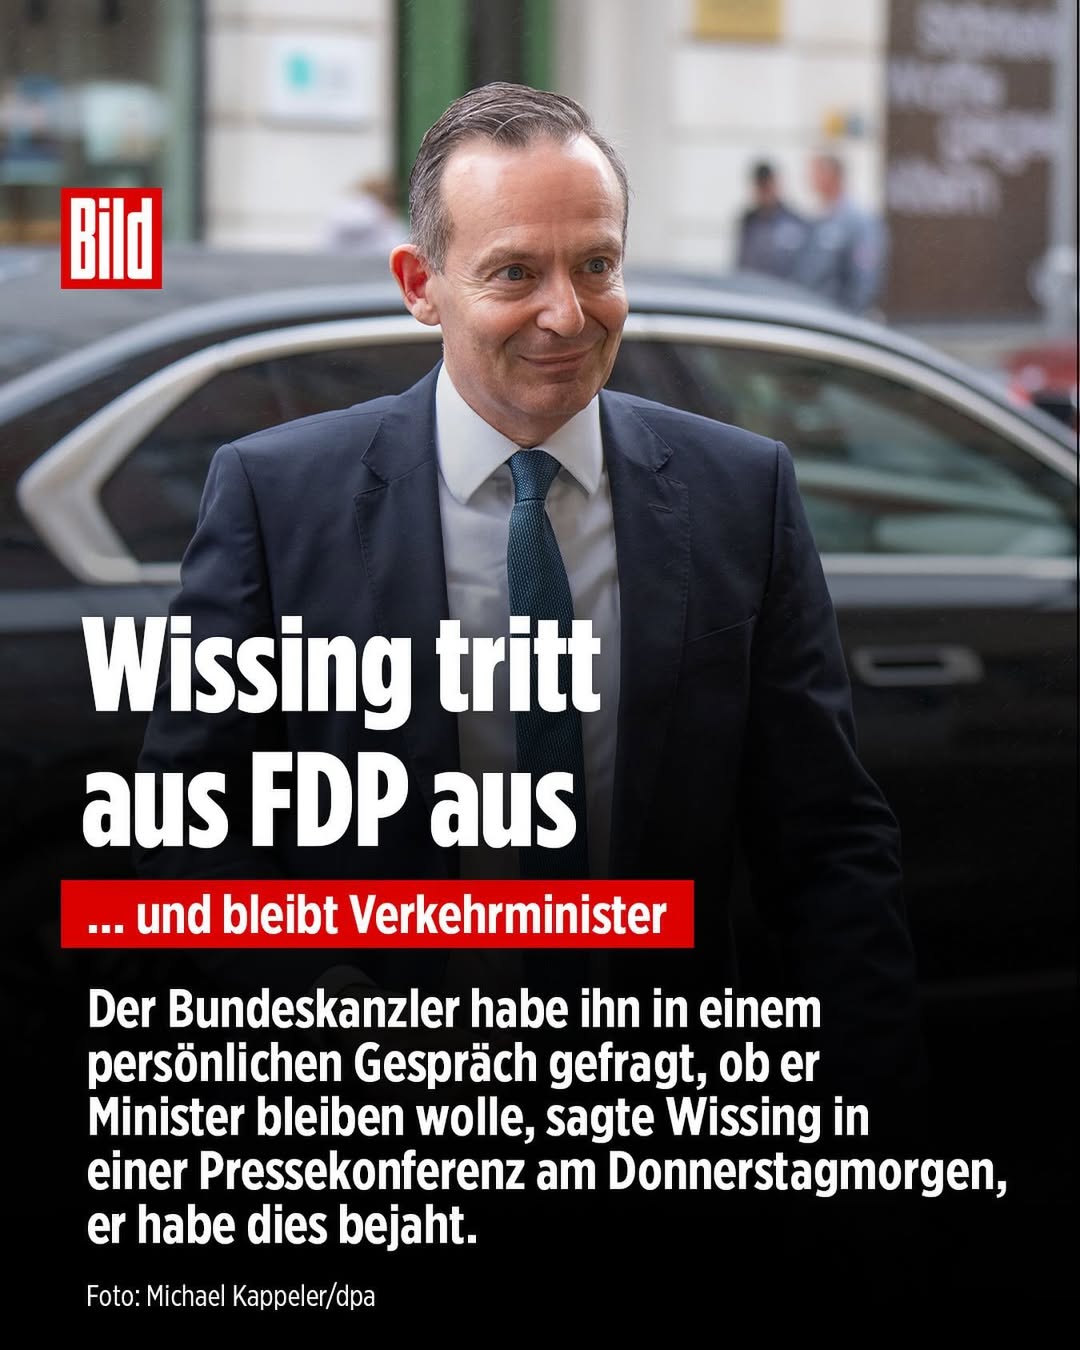 Bild
Wissing tritt
aus FDP aus
... und bleibt Verkehrminister
Der Bundeskanzler habe ihn in einem
persönlichen Gespräch gefragt, ob er
Minister bleiben wolle, sagte Wissing in
einer Pressekonferenz am Donnerstagmorgen,
er habe dies bejaht.
Foto: Michael Kappeler/dpa